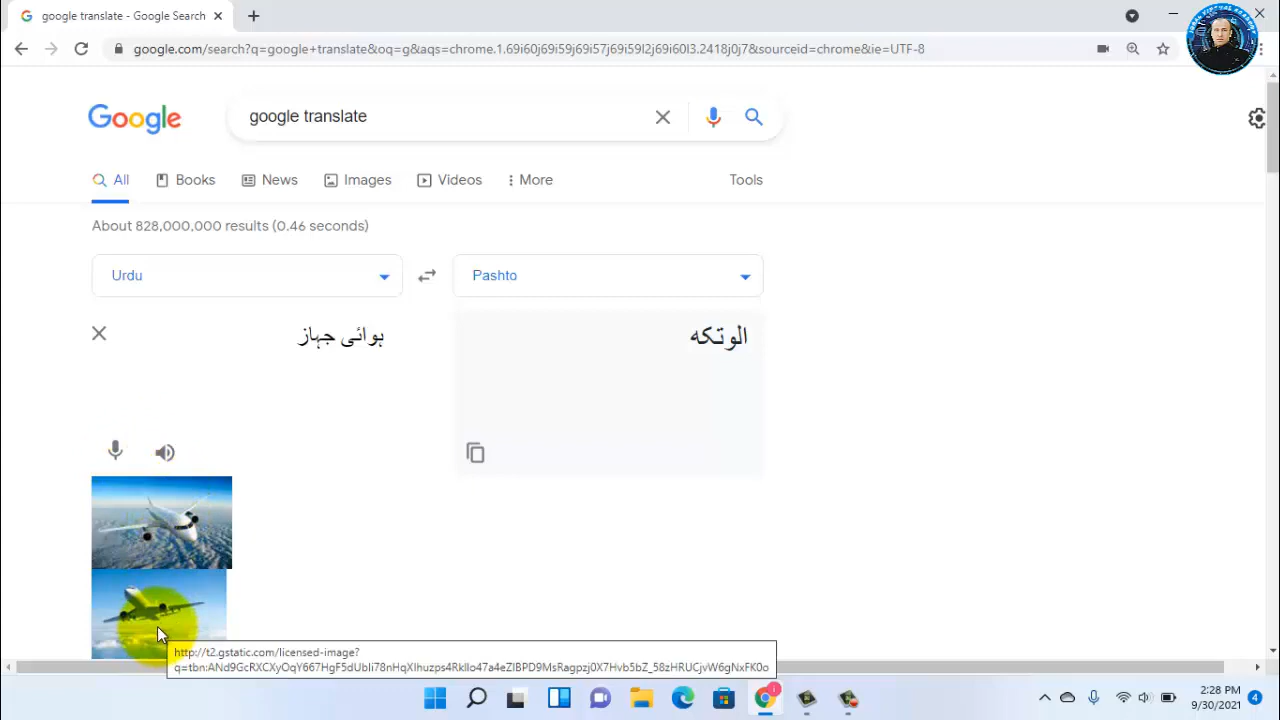 google translate - Google Search
google.com/search?q=google+translate&oq=g&aqs=chrome.1.69i60j69i59j69i57j69i59l2j69i60l3.2418j0j7&sourceid=chrome&ie=UTF-8
Google
google translate
All
Books
News
Images
Videos
More
Tools
About 828,000,000 results (0.46 seconds)
Urdu
Pashto
ہوائی جہاز
الوتکه
http://t2.gstatic.com/licensed-image?
2:28 PM
9/30/2021
4